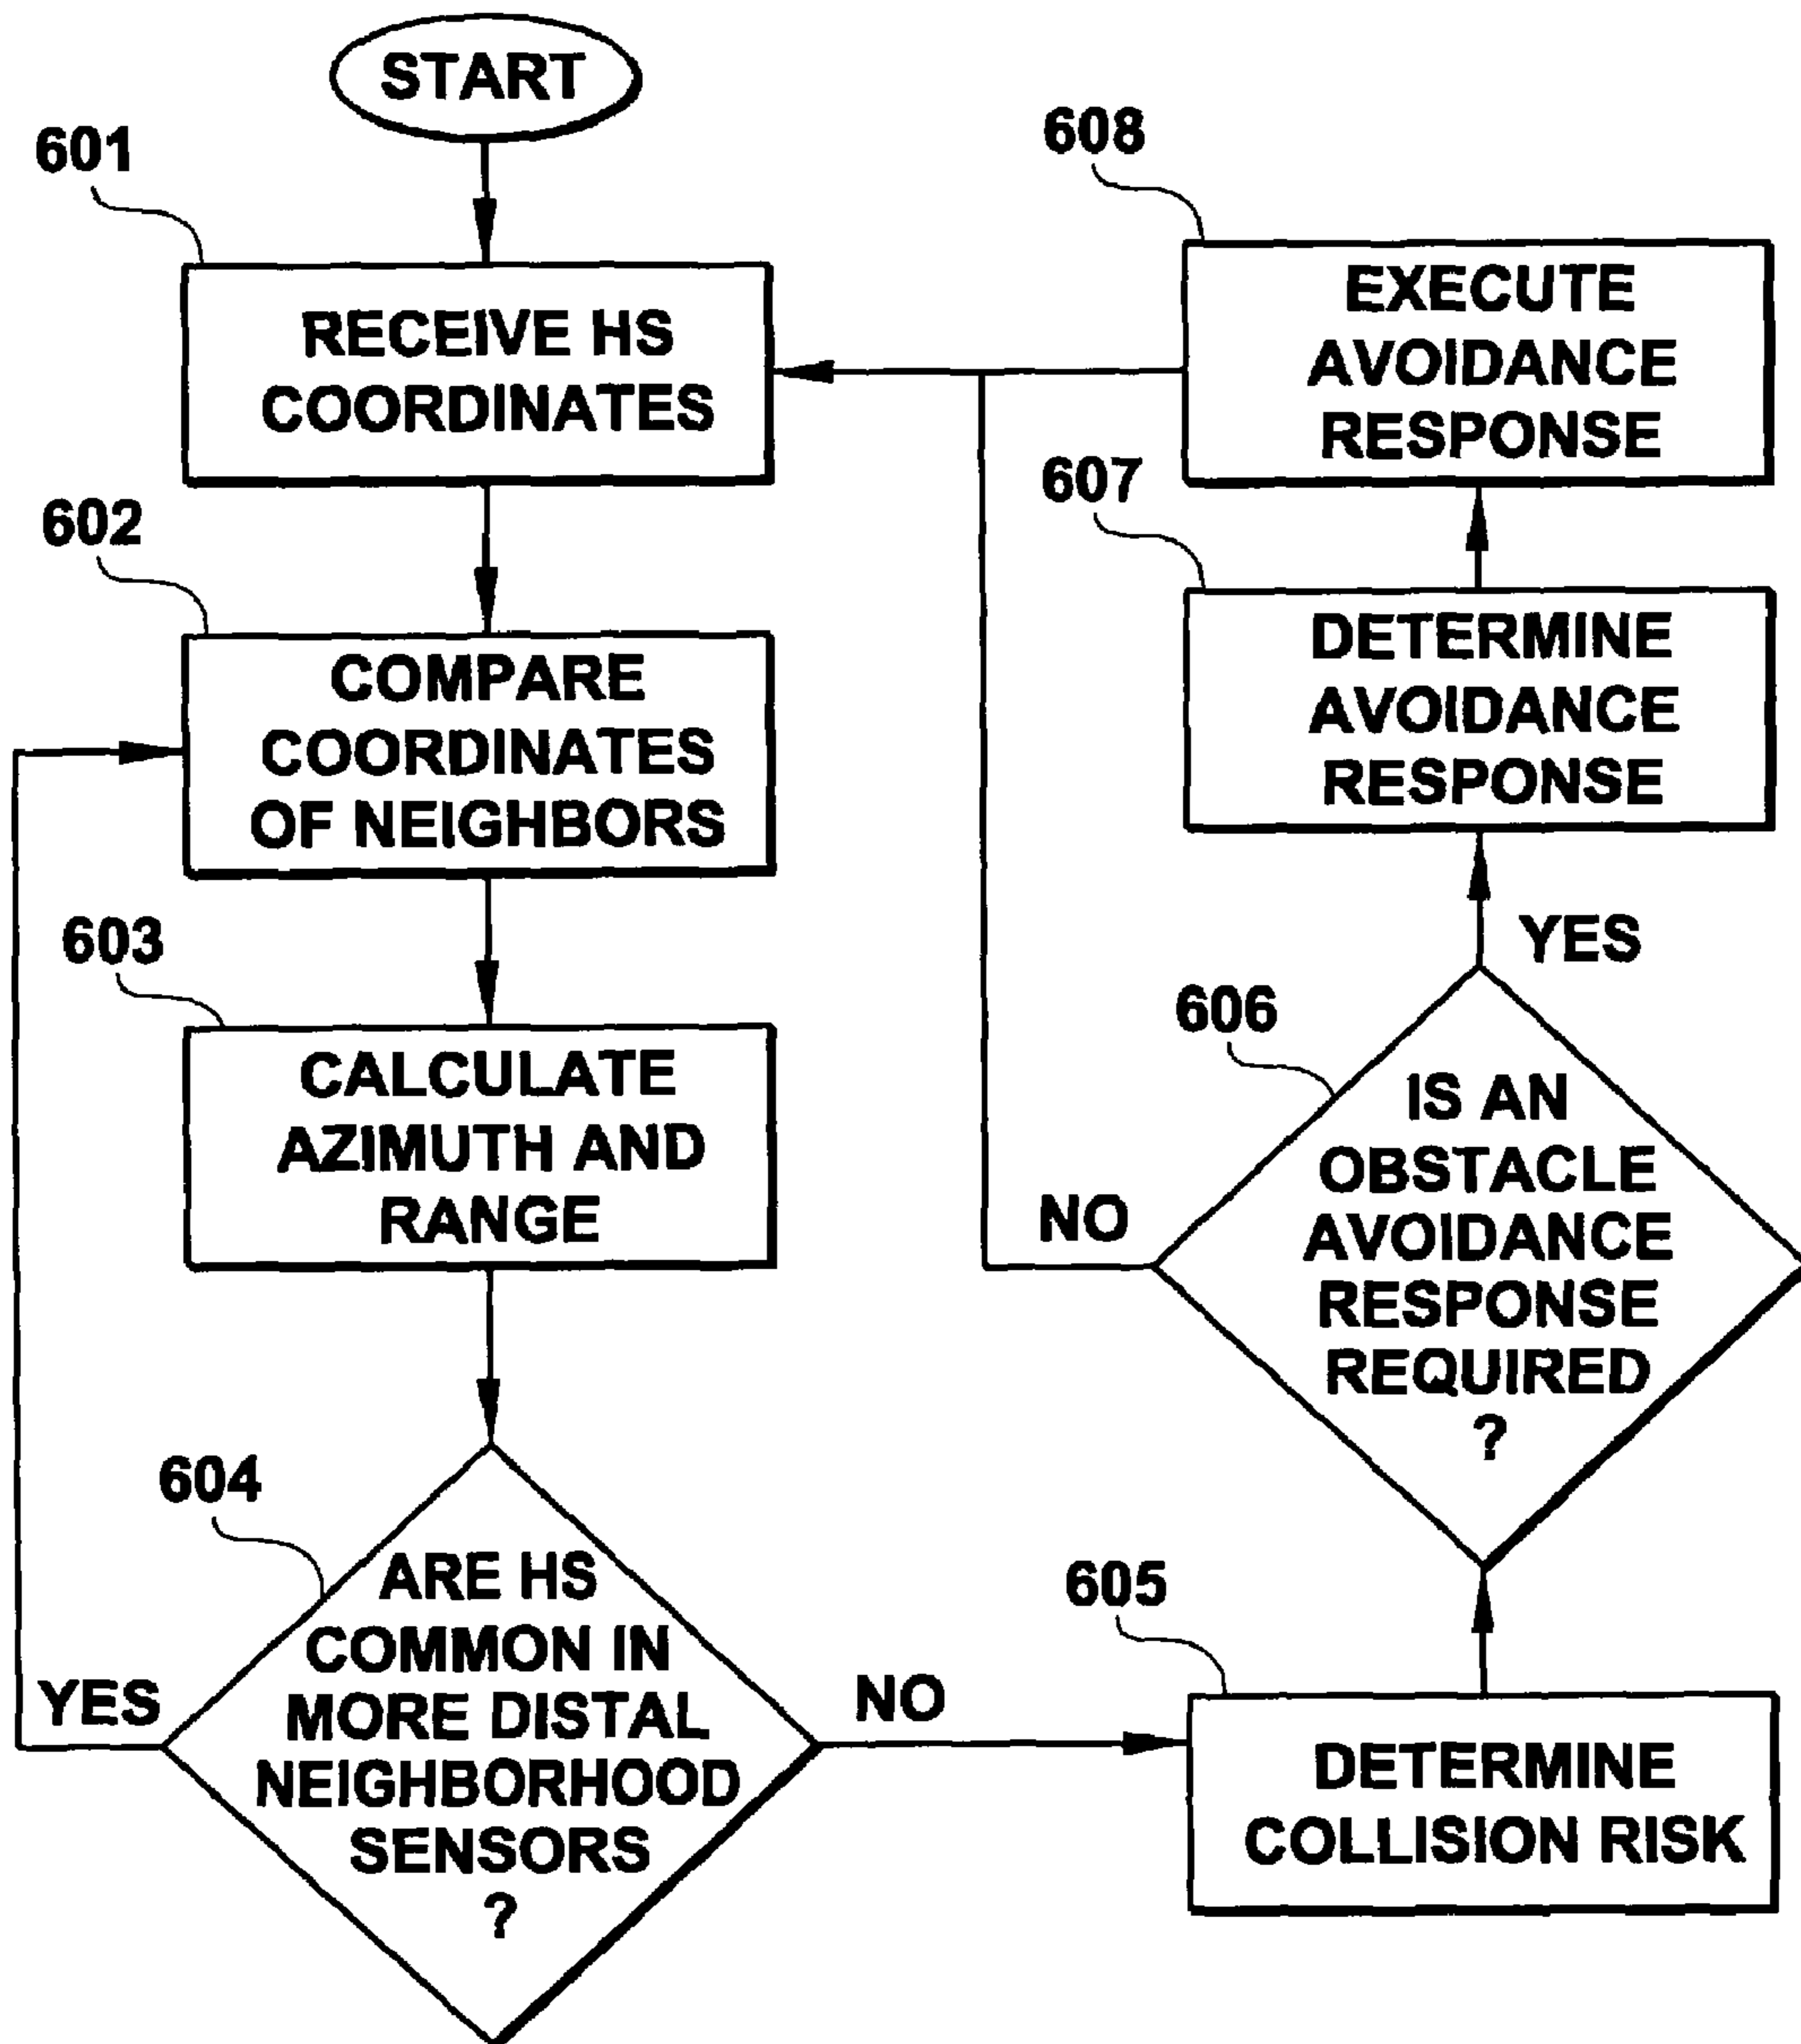 START
601
RECEIVE HS
COORDINATES
602
COMPARE
COORDINATES
OF NEIGHBORS
603
CALCULATE
AZIMUTH AND
RANGE
604
ARE HS
COMMON IN
MORE DISTAL
NEIGHBORHOOD
SENSORS
?
YES
NO
605
DETERMINE
COLLISION RISK
606
IS AN
OBSTACLE
AVOIDANCE
RESPONSE
REQUIRED
?
NO
YES
607
DETERMINE
AVOIDANCE
RESPONSE
608
EXECUTE
AVOIDANCE
RESPONSE